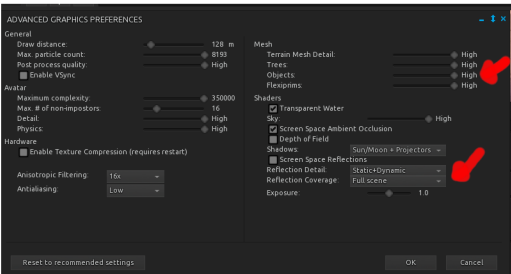 ADVANCED GRAPHICS PREFERENCES
General
Draw distance: 128 m
Max. particle count: 8193
Post process quality: High
Enable VSync
Avatar
Maximum complexity: 350000
Max. # of non-impostors: 16
Detail: High
Physics: High
Hardware
Enable Texture Compression (requires restart)
Anisotropic Filtering: 16x
Antialiasing: Low
Mesh
Terrain Mesh Detail: High
Trees: High
Objects: High
Flexiprims: High
Shaders
Transparent Water
Sky: High
Screen Space Ambient Occlusion
Depth of Field
Shadows: Sun/Moon + Projectors
Screen Space Reflections
Reflection Detail: Static+Dynamic
Reflection Coverage: Full scene
Exposure: 1.0
Reset to recommended settings
OK
Cancel